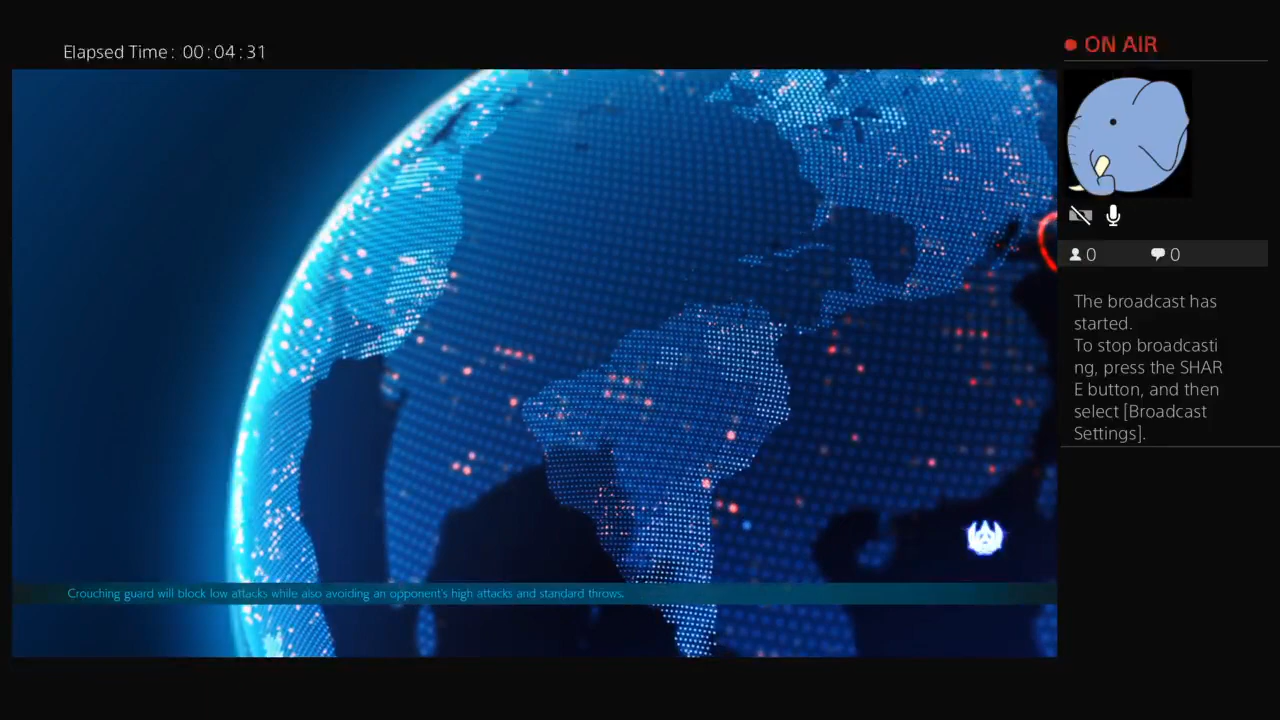 Elapsed Time: 00:04:31
ON AIR
0 0
The broadcast has
started.
To stop broadcasti
ng, press the SHAR
E button, and then
select [Broadcast
Settings].
Crouching guard will block low attacks while also avoiding an opponent's high attacks and standard throws.